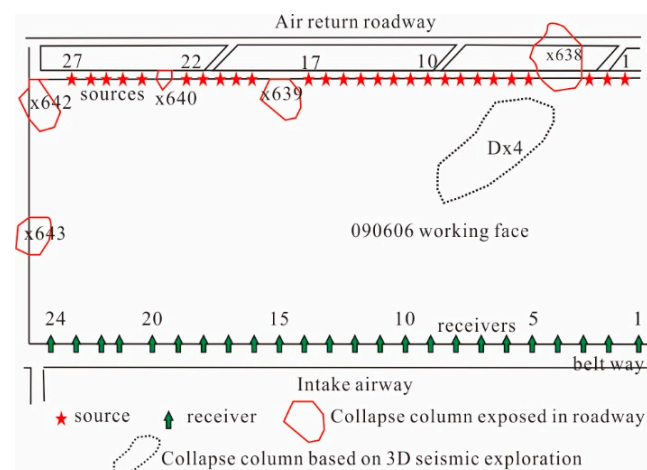 Air return roadway
27 22 17 10 x638 1
x642 sources x640 x639
Dx4
x643
090606 working face
24 20 15 10 receivers 5 1
belt way
Intake airway
source receiver Collapse column exposed in roadway
Collapse column based on 3D seismic exploration